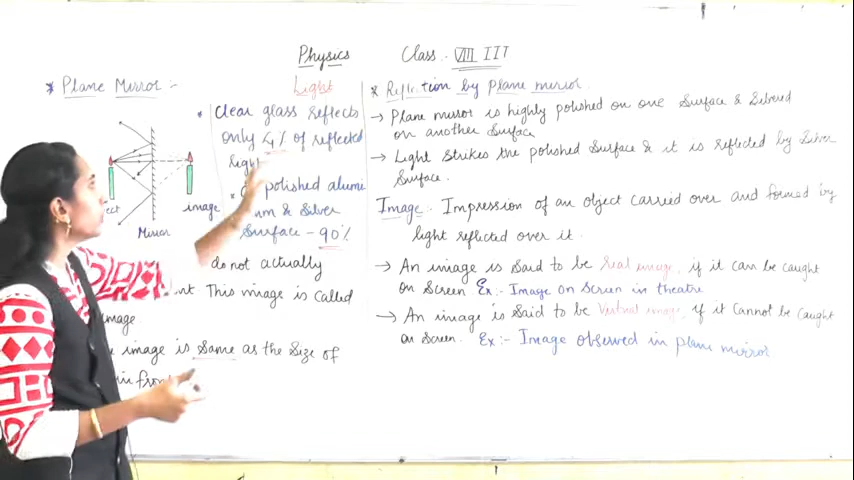 Physics Class :- VIII III
* Plane Mirror :-
Light
* Clear glass reflects
only 4% of reflected
light
polished alumi
num & Silver
Surface - 90%
image
Mirror
do not actually
This image is called
image
image is Same as the Size of
in front
* Reflection by plane mirror.
→ Plane mirror is highly polished on one Surface & Silvered
on another Surface
→ Light Strikes the polished Surface & it is reflected by Silver
Surface.
Image :- Impression of an object carried over and formed by
light reflected over it.
→ An image is said to be Real image, if it can be caught
on Screen Ex :- Image on Screen in theatre
→ An image is said to be Virtual image, if it cannot be caught
on Screen. Ex :- Image observed in plane mirror